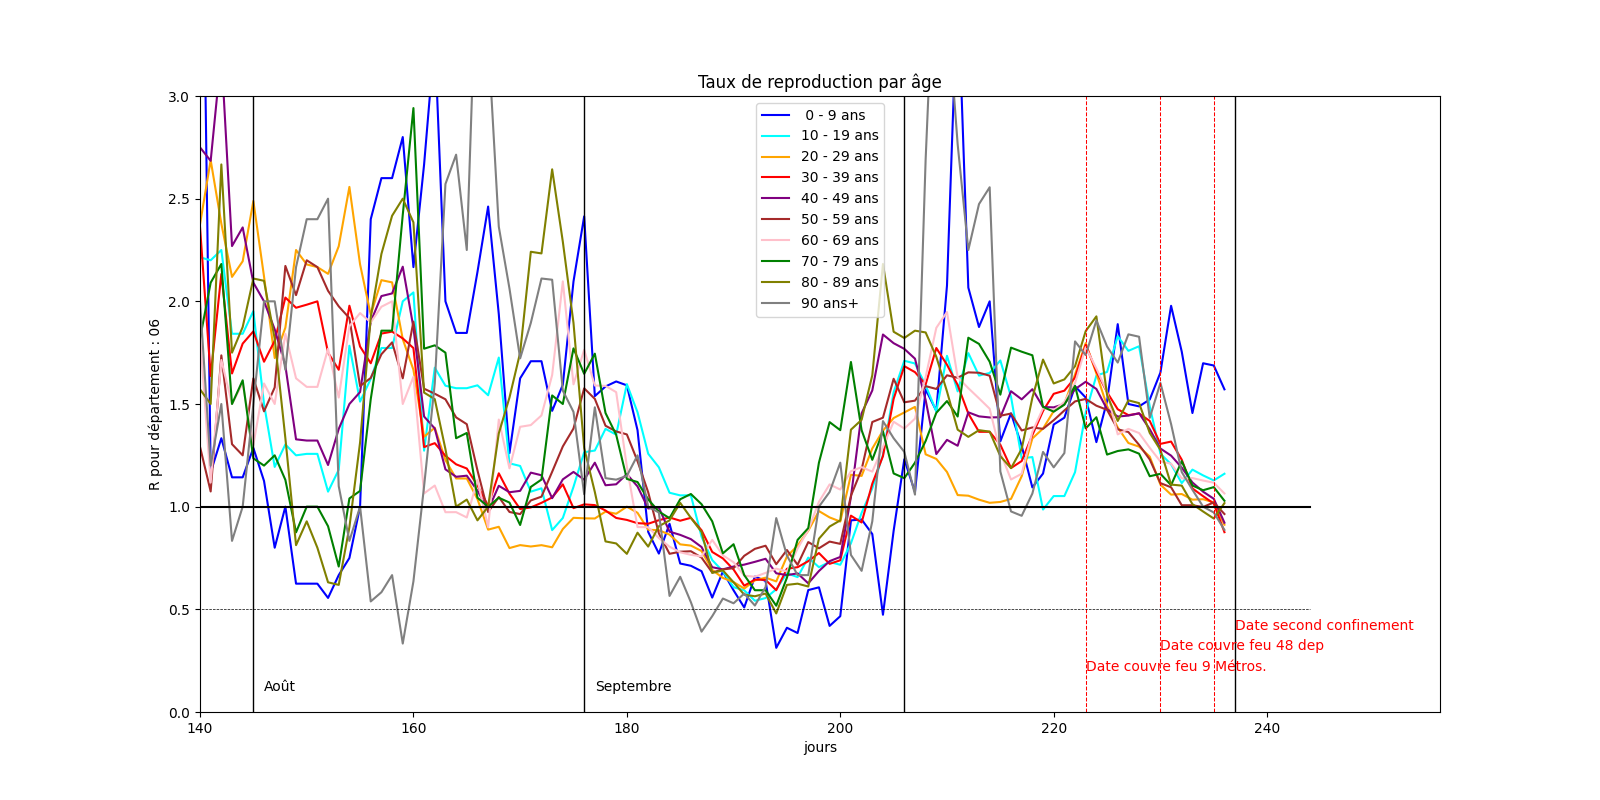 Taux de reproduction par âge
R pour département : 06
3.0
2.5
2.0
1.5
1.0
0.5
0.0
0 - 9 ans
10 - 19 ans
20 - 29 ans
30 - 39 ans
40 - 49 ans
50 - 59 ans
60 - 69 ans
70 - 79 ans
80 - 89 ans
90 ans+
Date second confinement
Date couvre feu 48 dep
Date couvre feu 9 Métros.
Août
Septembre
140
160
180
200
220
240
jours